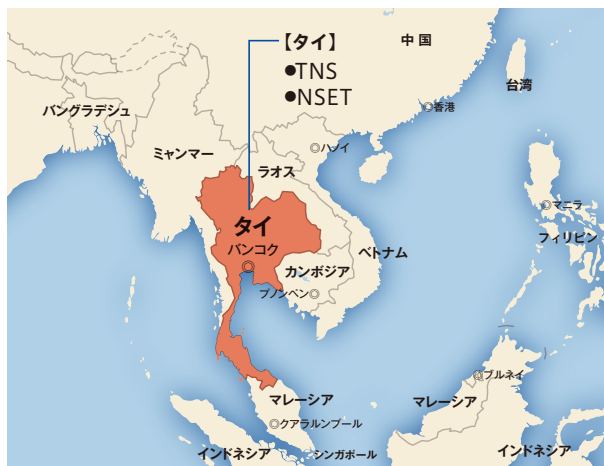 【タイ】
●TNS
●NSET
中国
台湾
◎香港
バングラデシュ
ミャンマー
◎ハノイ
ラオス
タイ
バンコク
◎
◎マニラ
フィリピン
ベトナム
カンボジア
プノンペン◎
◎ブルネイ
マレーシア
マレーシア
◎クアラルンプール
インドネシア
シンガポール
インドネシア